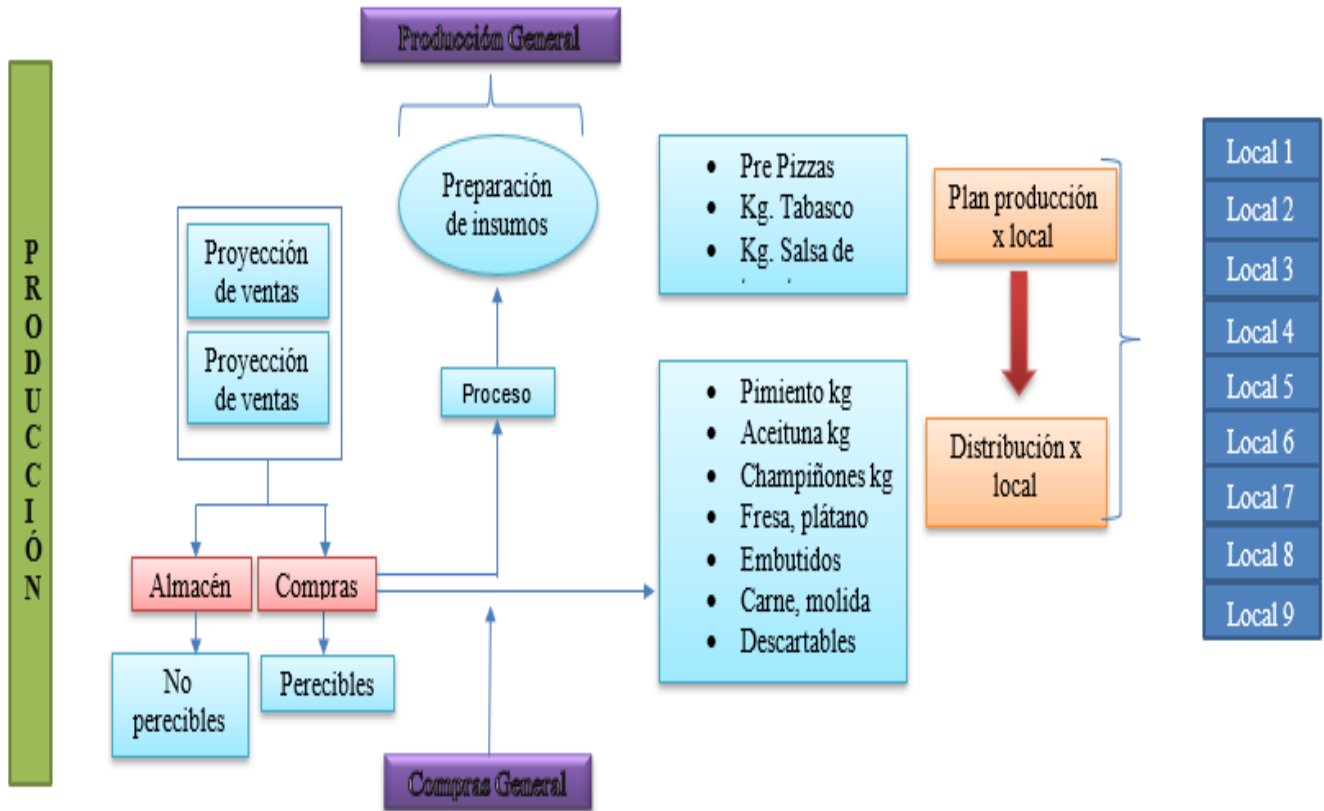 PRODUCCIÓN
Producción General
Preparación
de insumos
Proyección
de ventas
Proyección
de ventas
Proceso
Almacén
Compras
No
perecibles
Perecibles
Compras General
• Pre Pizzas
• Kg. Tabasco
• Kg. Salsa de
• Pimiento kg
• Aceituna kg
• Champiñones kg
• Fresa, plátano
• Embutidos
• Carne, molida
• Descartables
Plan producción
x local
Distribución x
local
Local 1
Local 2
Local 3
Local 4
Local 5
Local 6
Local 7
Local 8
Local 9